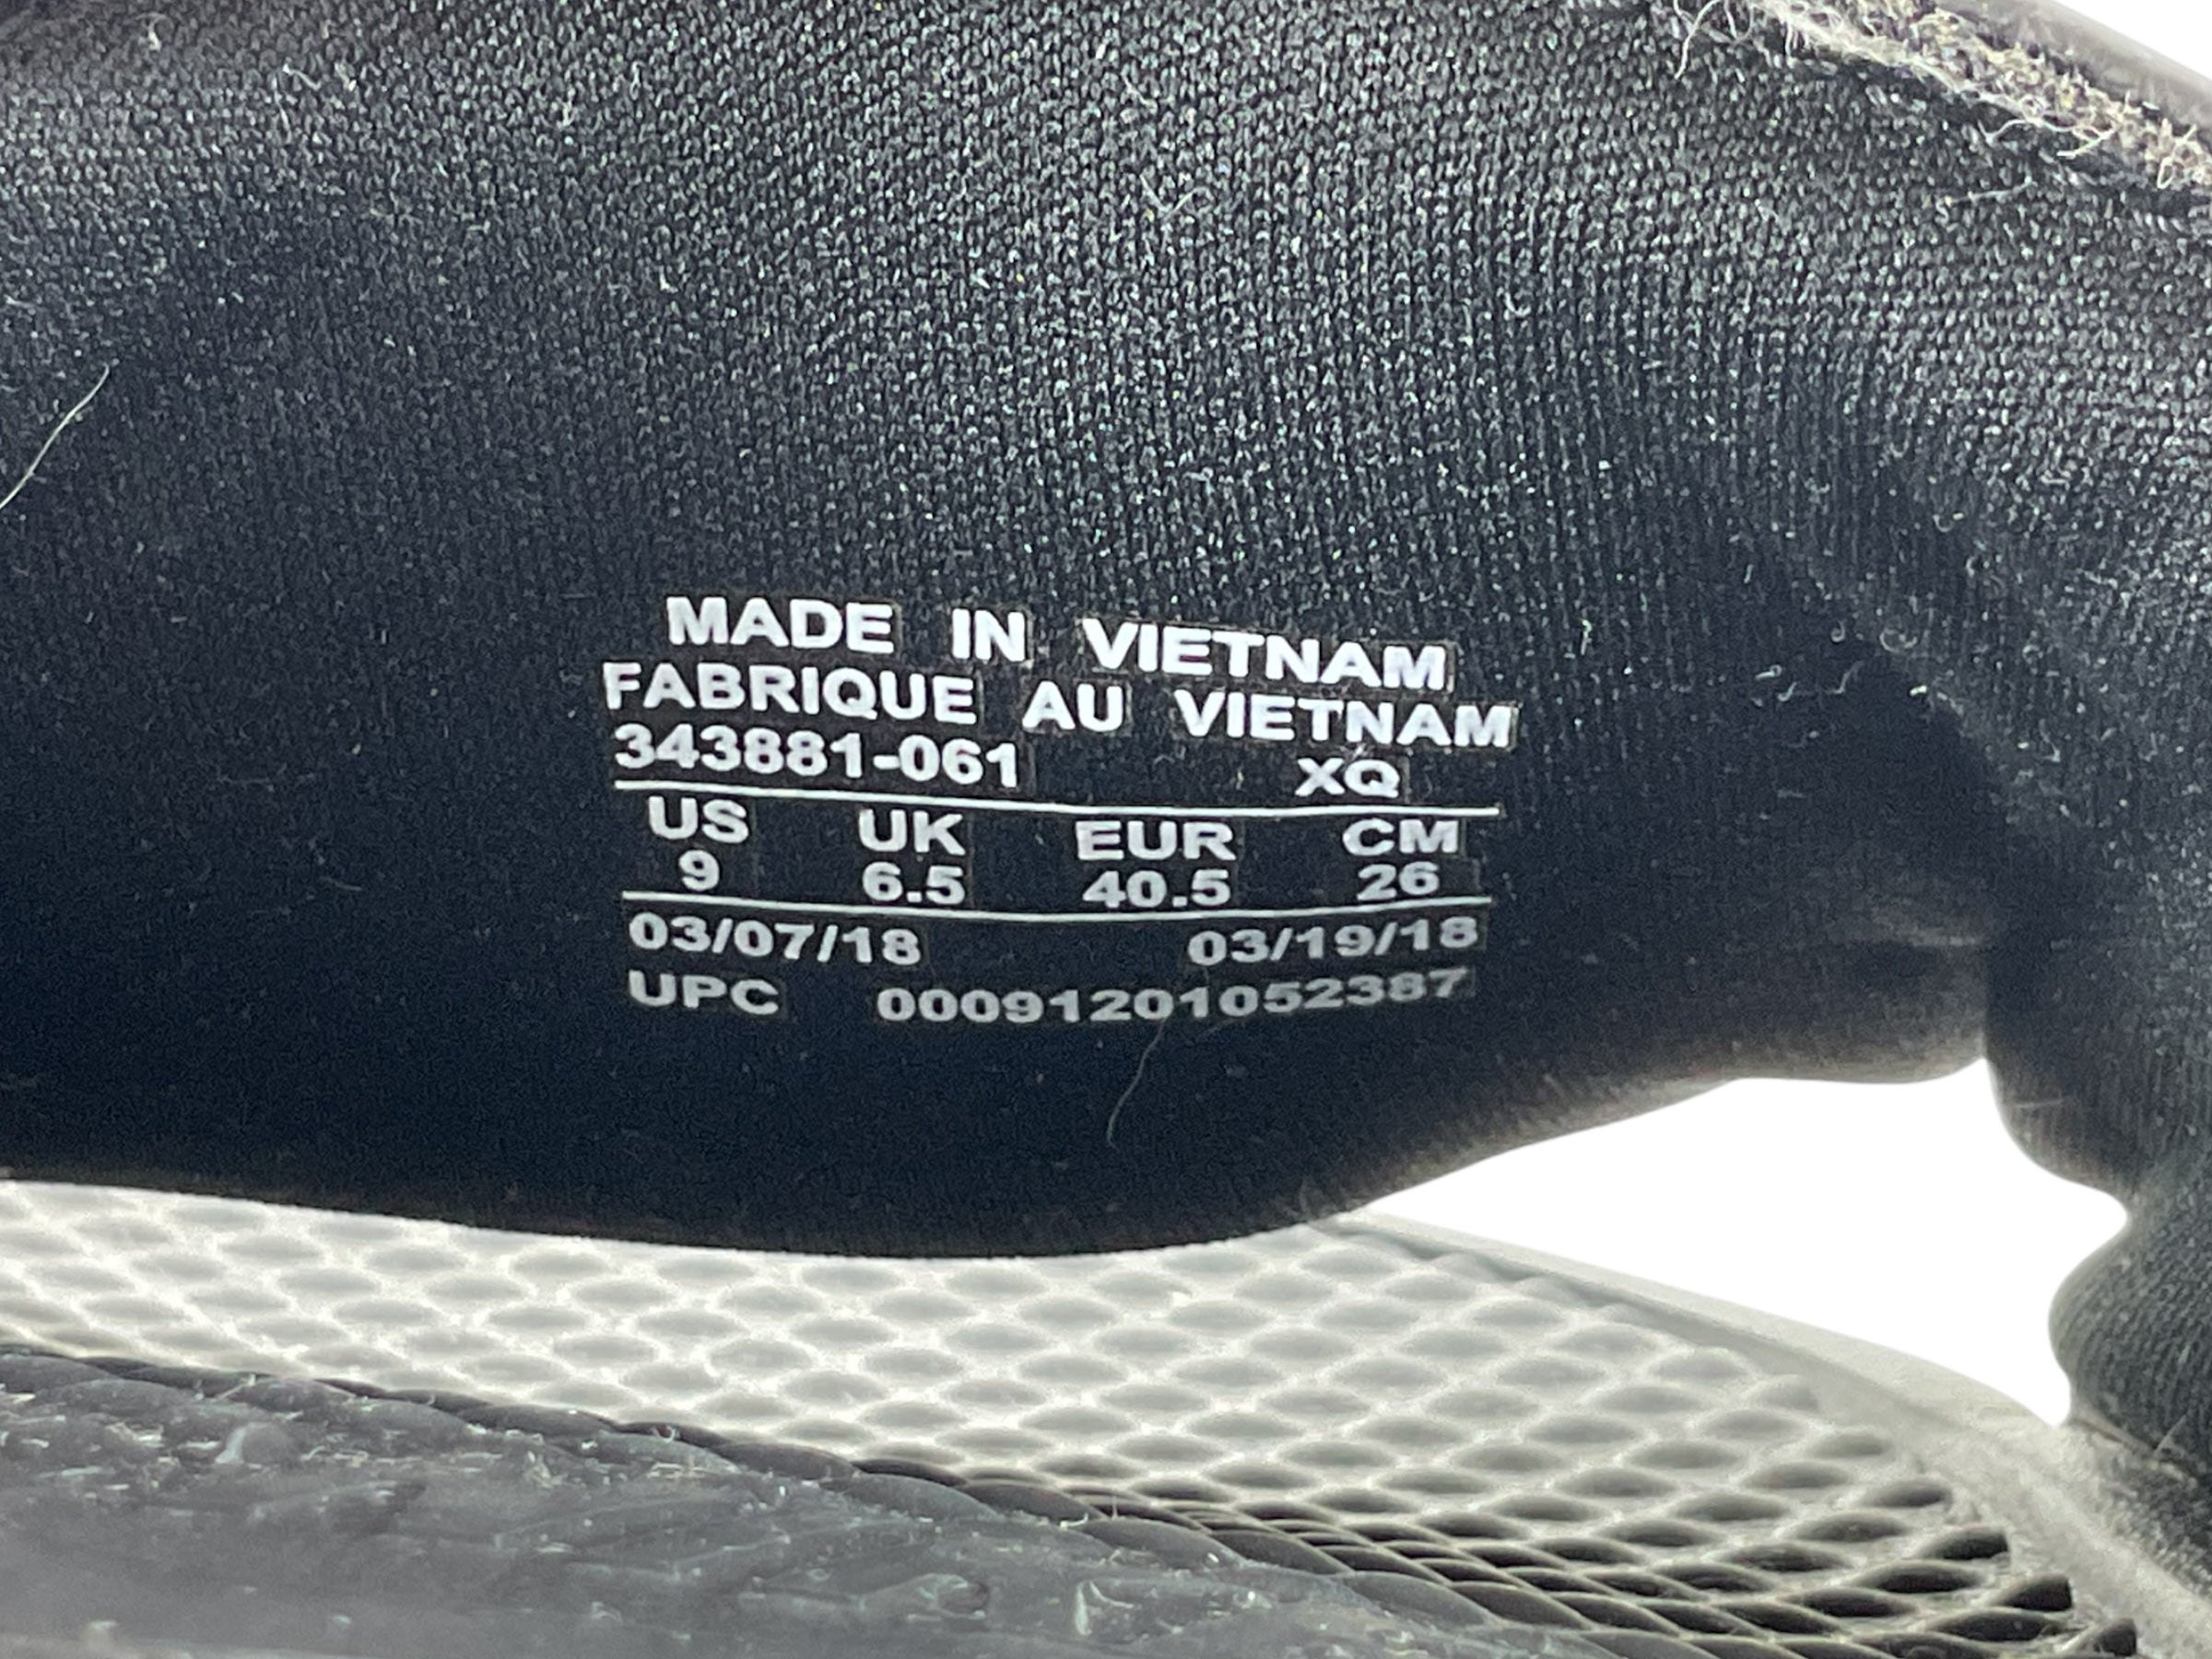 MADE IN VIETNAM
FABRIQUE AU VIETNAM
343881-061 XQ
US UK EUR CM
9 6.5 40.5 26
03/07/18 03/19/18
UPC 00091201052387